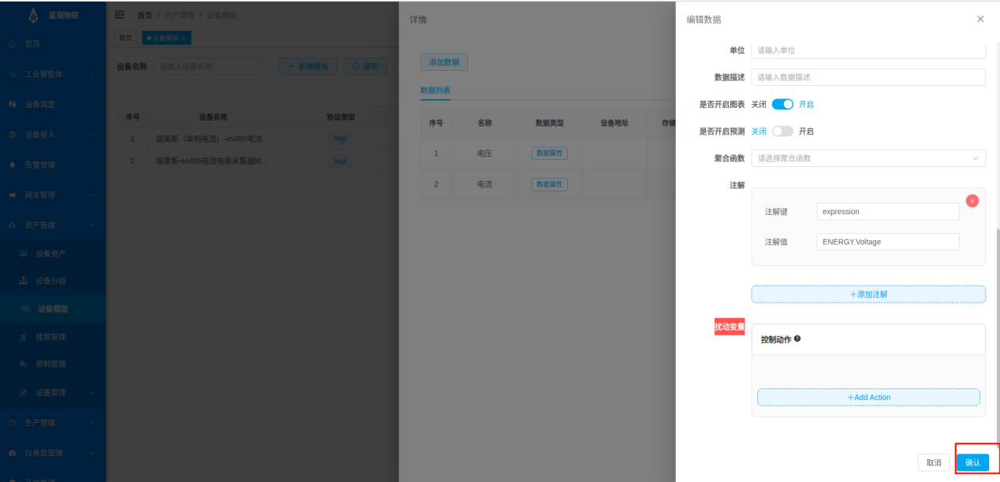 星观物联
首页
工业智能体
设备调度
设备接入
告警管理
网关管理
资产管理
设备资产
设备分组
设备模版
建筑管理
资料管理
设备管理
生产管理
仪表盘管理
首页 / 资产管理 / 设备模版
首页 设备模版 ×
设备名称 请输入设备名称 + 新增模板 搜索
序号 设备名称 协议类型
1 瑞莱斯（单相电流）-es485电流... Mqtt
2 瑞莱斯-es485电流电表采集器M... Mqtt
详情
添加数据
数据列表
序号 名称 数据类型 设备地址 存储
1 电压 数据属性
2 电流 数据属性
编辑数据
单位 请输入单位
数据描述 请输入数据描述
是否开启图表 关闭 开启
是否开启预测 关闭 开启
聚合函数 请选择聚合函数
注解
注解键 expression
注解值 ENERGY.Voltage
+添加注解
扰动变量
控制动作
+Add Action
取消 确认